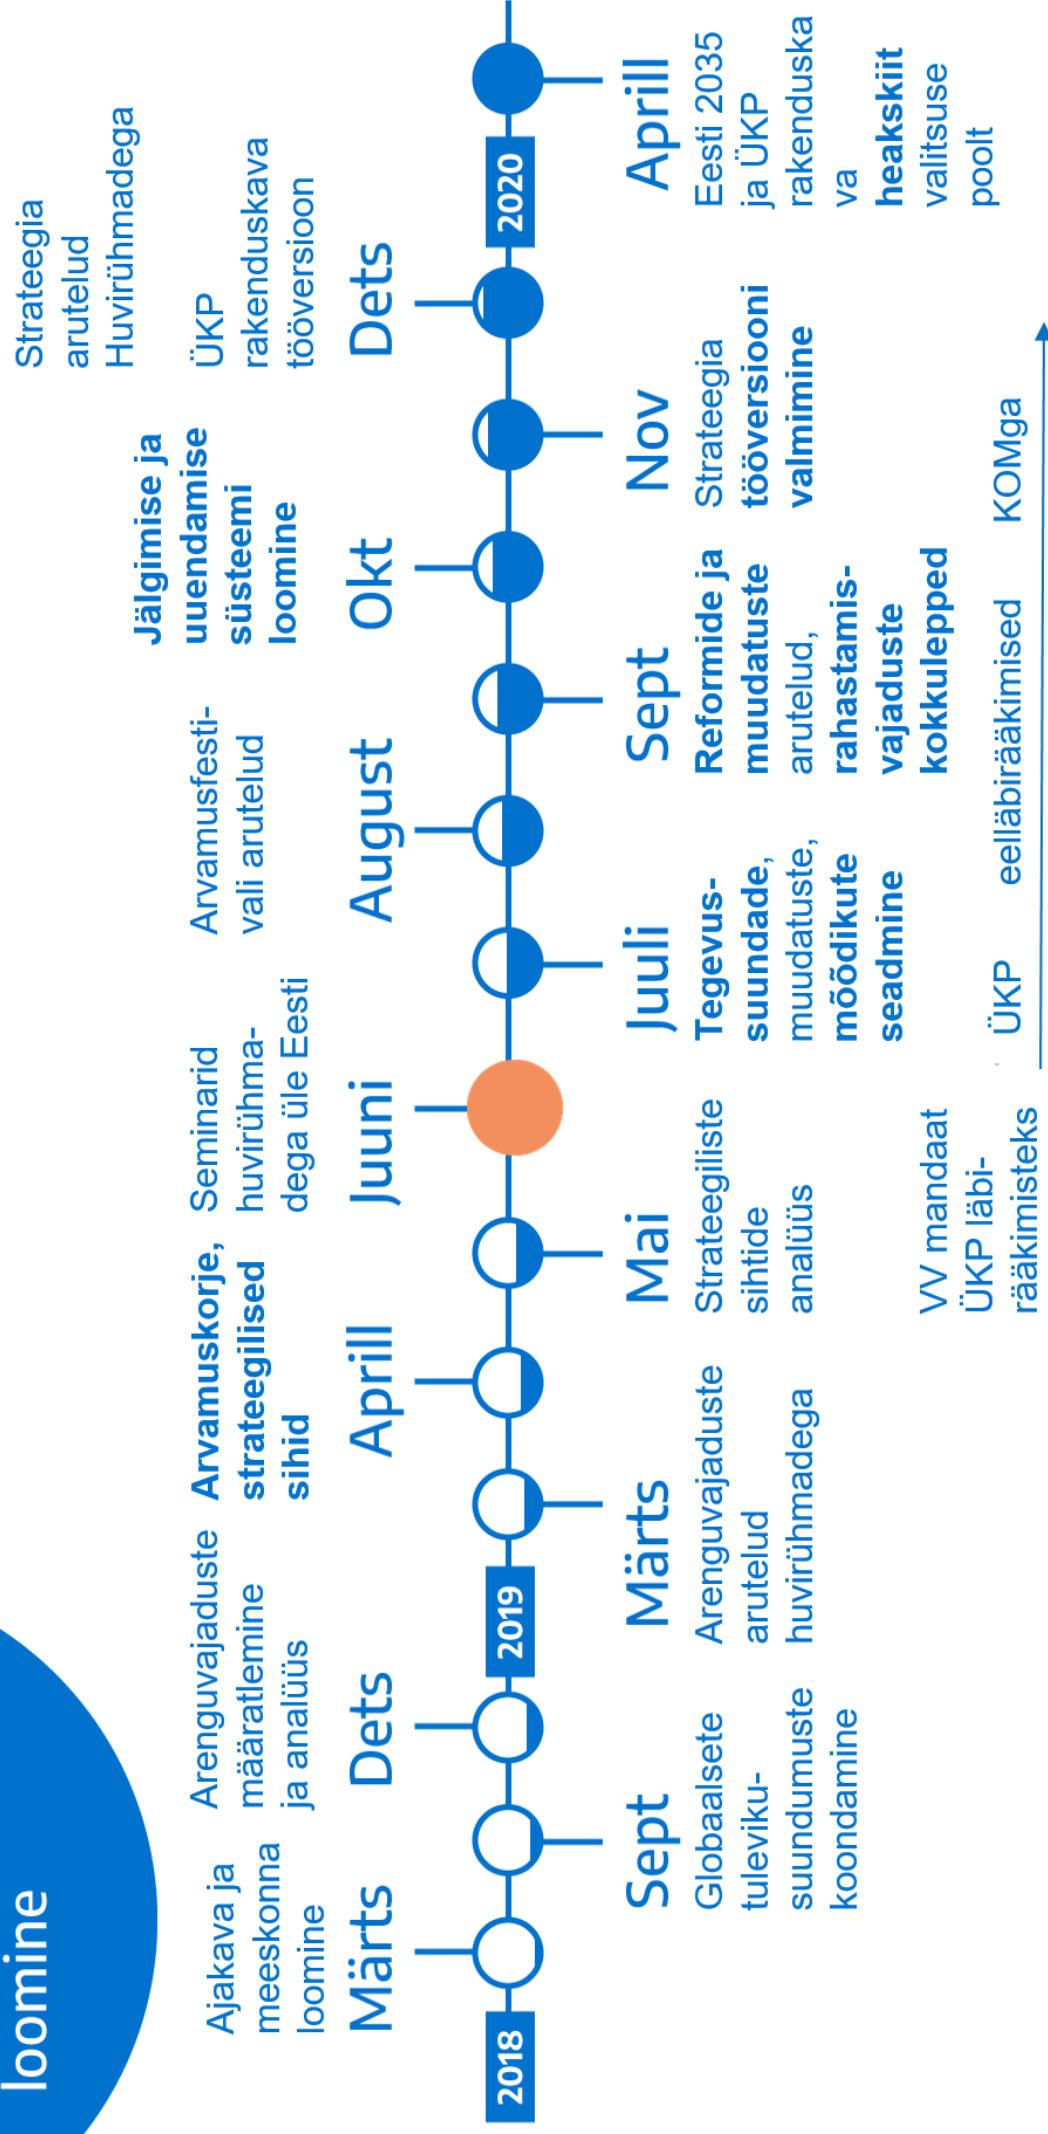 loomine
2018
Märts
Ajakava ja
meeskonna
loomine
Sept
Globaalsete
tuleviku-
suundumuste
koondamine
Dets
Arenguvajaduste
määratlemine
ja analüüs
2019
Märts
Arenguvajaduste
arutelud
huvirühmadega
Aprill
Arvamuskorje,
strateegilised
sihid
Mai
Strateegiliste
sihtide
analüüs
VV mandaat
ÜKP läbi-
rääkimisteks
Juuni
Seminarid
huvirühma-
dega üle Eesti
Juuli
Tegevus-
suundade,
muudatuste,
mõõdikute
seadmine
ÜKP eelläbirääkimised KOMga
August
Arvamusfesti-
vali arutelud
Sept
Reformide ja
muudatuste
arutelud,
rahastamis-
vajaduste
kokkulepped
Okt
Jälgimise ja
uuendamise
süsteemi
loomine
Nov
Strateegia
tööversiooni
valmimine
Dets
Strateegia
arutelud
Huvirühmadega
ÜKP
rakenduskava
tööversioon
2020
Aprill
Eesti 2035
ja ÜKP
rakenduska
va
heakskiit
valitsuse
poolt